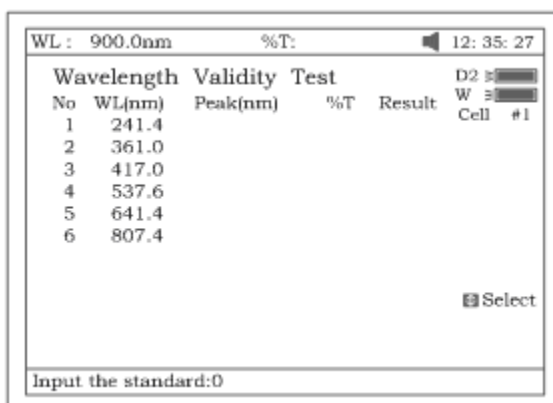 WL : 900.0nm %T: 12: 35: 27
Wavelength Validity Test
D2
No WL(nm) Peak(nm) %T Result
W
Cell #1
1 241.4
2 361.0
3 417.0
4 537.6
5 641.4
6 807.4
Select
Input the standard:0